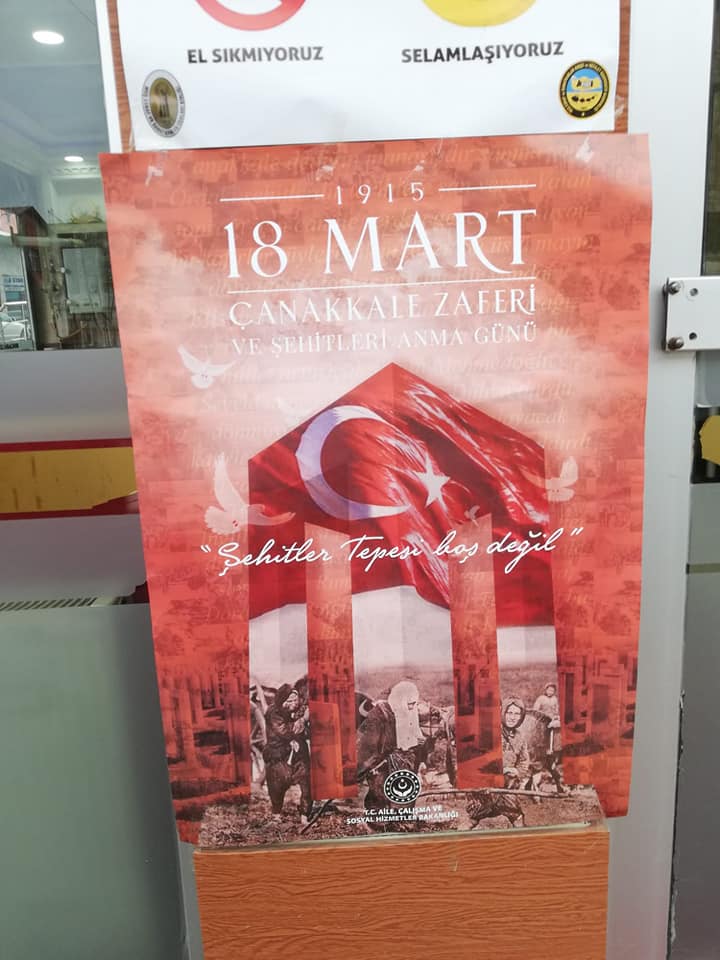 EL SIKMIYORUZ
SELAMLAŞIYORUZ
1915
18 MART
ÇANAKKALE ZAFERİ
VE ŞEHİTLERİ ANMA GÜNÜ
"Şehitler Tepesi boş değil"
T.C. AİLE, ÇALIŞMA VE
SOSYAL HİZMETLER BAKANLIĞI